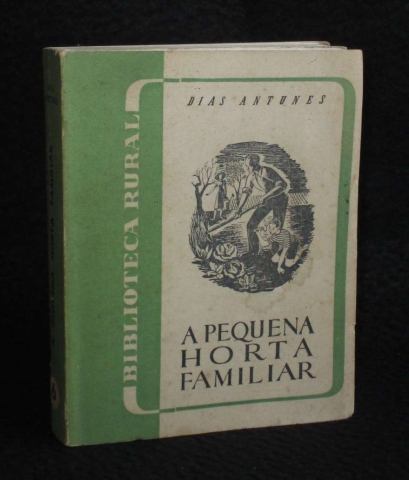 DIAS ANTUNES
BIBLIOTECA RURAL
A PEQUENA
HORTA
FAMILIAR